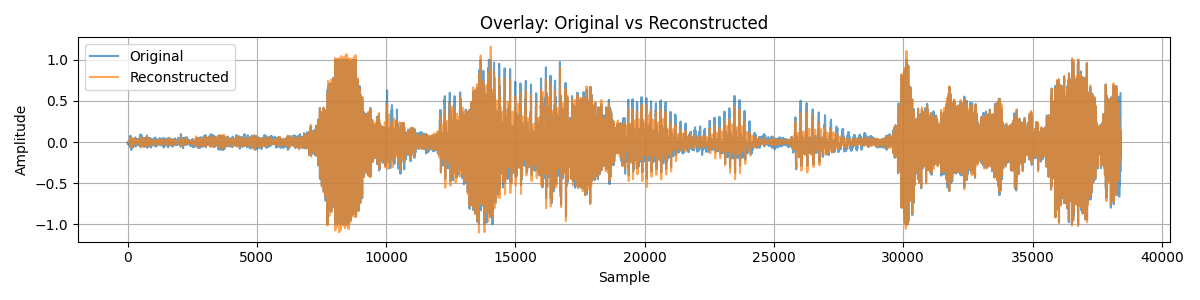 Overlay: Original vs Reconstructed
Original
Reconstructed
1.0
0.5
0.0
−0.5
−1.0
Amplitude
0 5000 10000 15000 20000 25000 30000 35000 40000
Sample